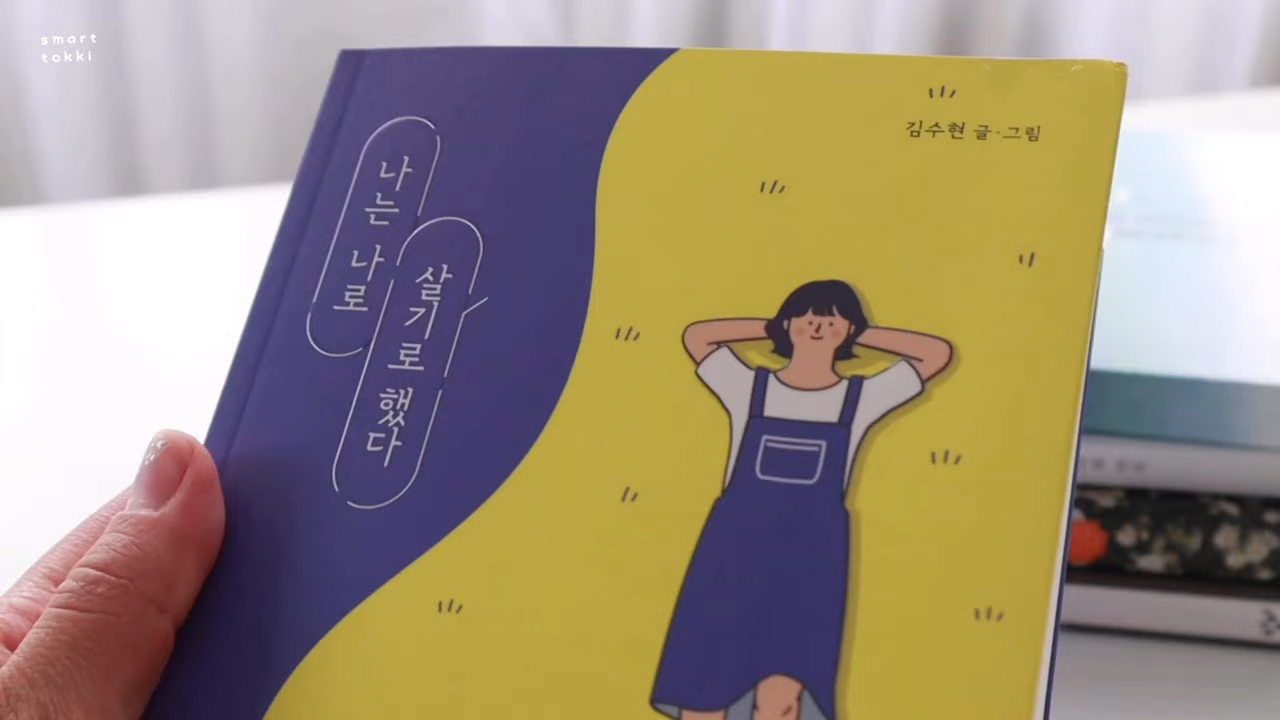 smart
tokki
김수현 글·그림
나는 나로
살기로 했다